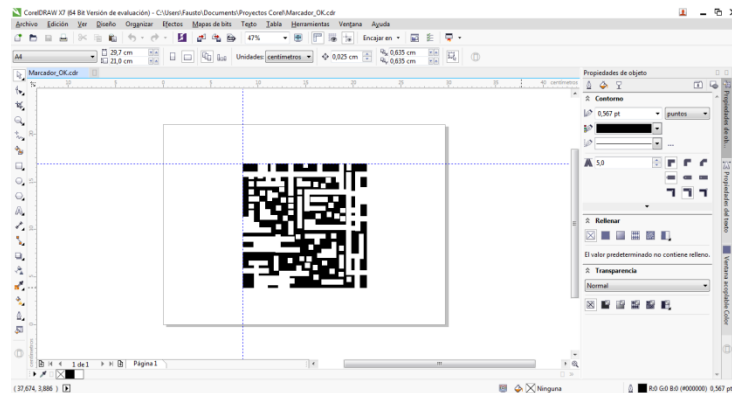 CorelDRAW X7 (64 Bit Versión de evaluación) - C:\Users\Fausto\Documents\Proyectos Corel\Marcador_OK.cdr
Archivo Edición Ver Diseño Organizar Efectos Mapas de bits Texto Tabla Herramientas Ventana Ayuda
47% Encajar en
A4 29,7 cm 21,0 cm Unidades: centímetros 0,025 cm 0,635 cm 0,635 cm
Marcador_OK.cdr
Propiedades de objeto
Contorno
0,567 pt puntos
5,0
Rellenar
El valor predeterminado no contiene relleno.
Transparencia
Normal
Propiedades de ob...
Propiedades del texto
Ventana acoplable Color
centímetros
centímetros
1 de 1 Página 1
( 37,674, 3,886 ) Ninguna R:0 G:0 B:0 (#000000) 0,567 pt